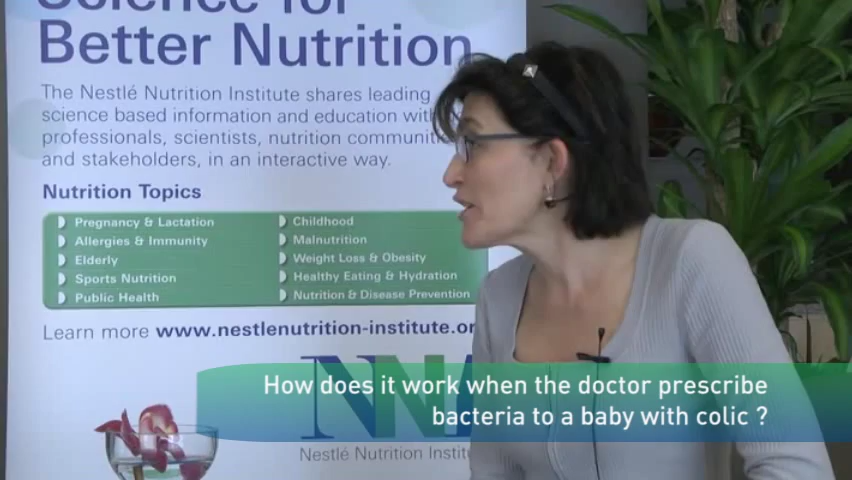 Science for
Better Nutrition
The Nestlé Nutrition Institute shares leading
science based information and education with
professionals, scientists, nutrition
and stakeholders, in an interactive way.
Nutrition Topics
Pregnancy & Lactation
Allergies & Immunity
Elderly
Sports Nutrition
Public Health
Childhood
Malnutrition
Weight Loss & Obesity
Healthy Eating & Hydration
Nutrition & Disease Prevention
Learn more www.nestlenutrition-institute.or
NN
How does it work when the doctor prescribe
bacteria to a baby with colic ?
Nestlé Nutrition